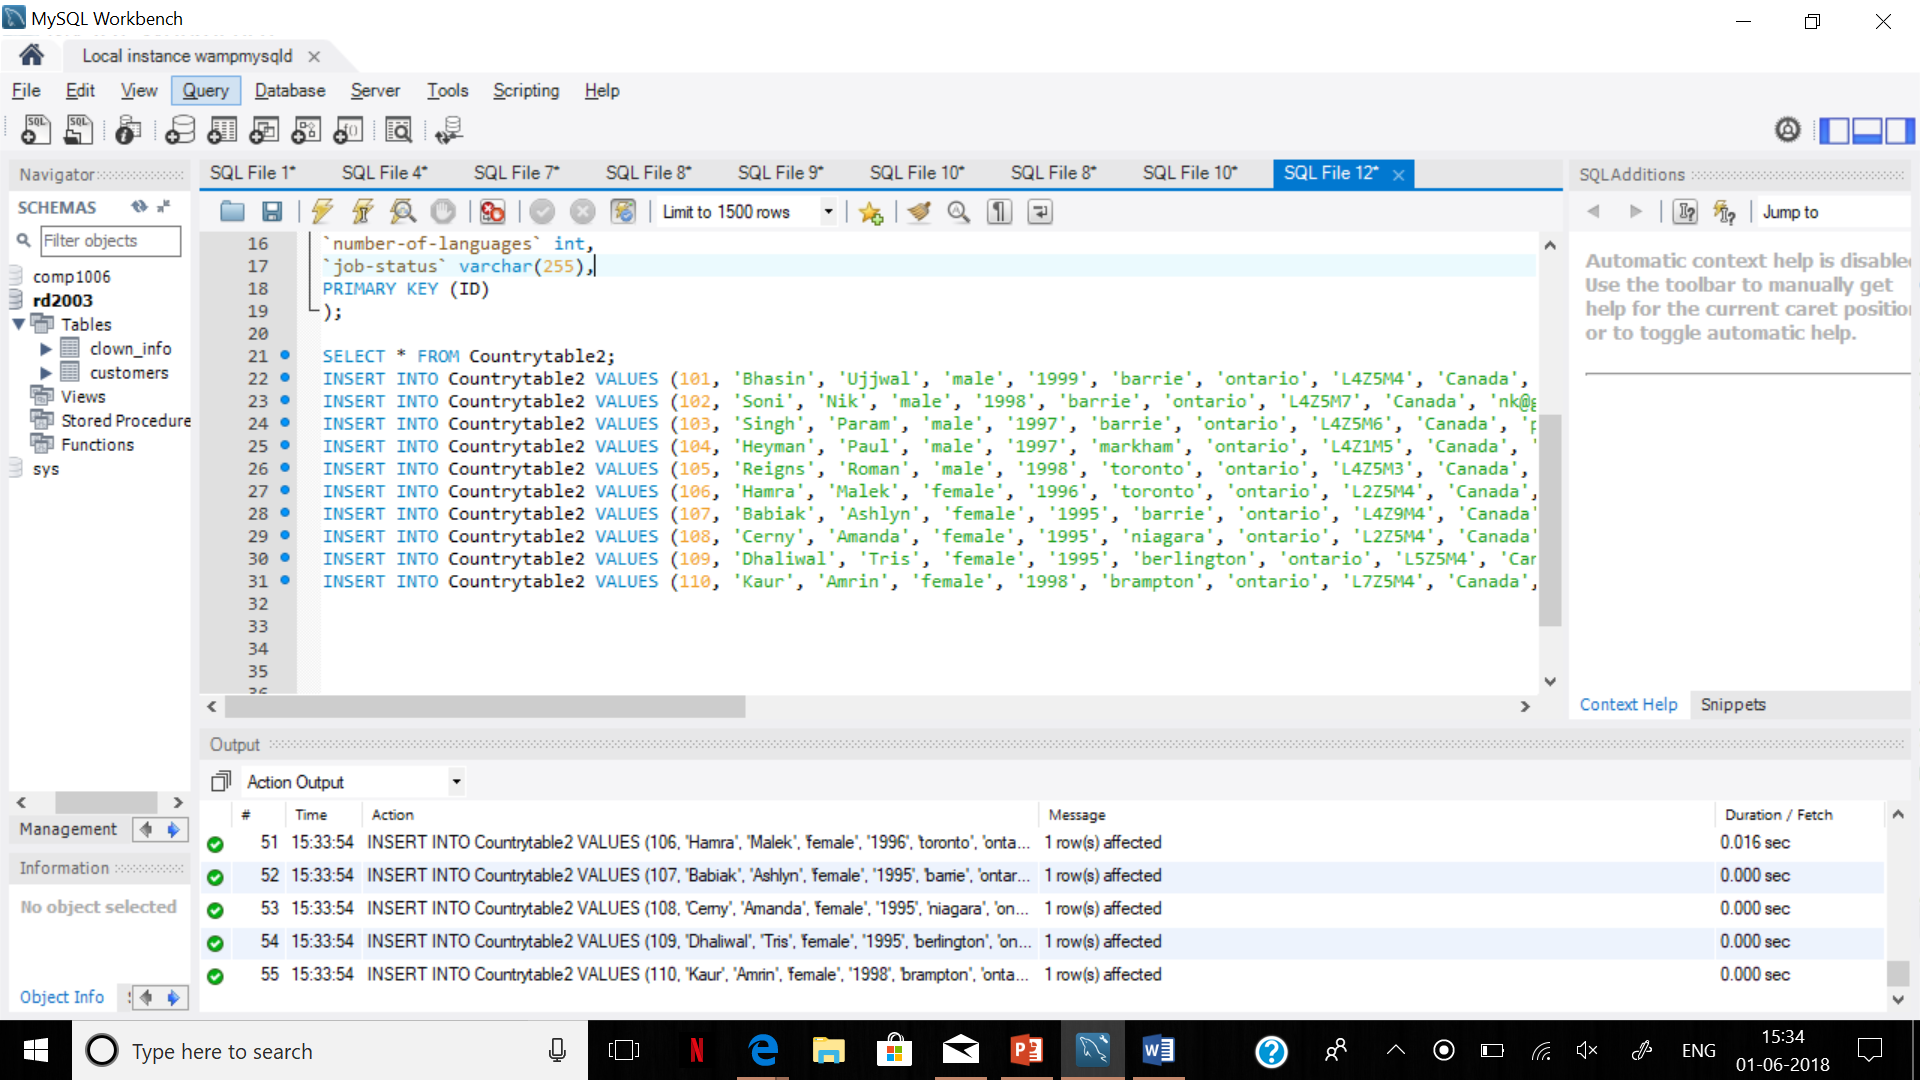 MySQL Workbench
Local instance wampmysqld
File Edit View Query Database Server Tools Scripting Help
Navigator
SCHEMAS
Filter objects
comp1006
rd2003
Tables
clown_info
customers
Views
Stored Procedure
Functions
sys
Management
Information
No object selected
Object Info
SQL File 1* SQL File 4* SQL File 7* SQL File 8* SQL File 9* SQL File 10* SQL File 8* SQL File 10* SQL File 12*
Limit to 1500 rows
16 `number-of-languages` int,
17 `job-status` varchar(255),
18 PRIMARY KEY (ID)
19 );
20
21 SELECT * FROM Countrytable2;
22 INSERT INTO Countrytable2 VALUES (101, 'Bhasin', 'Ujjwal', 'male', '1999', 'barrie', 'ontario', 'L4Z5M4', 'Canada',
23 INSERT INTO Countrytable2 VALUES (102, 'Soni', 'Nik', 'male', '1998', 'barrie', 'ontario', 'L4Z5M7', 'Canada', 'nk@g
24 INSERT INTO Countrytable2 VALUES (103, 'Singh', 'Param', 'male', '1997', 'barrie', 'ontario', 'L4Z5M6', 'Canada', 'p
25 INSERT INTO Countrytable2 VALUES (104, 'Heyman', 'Paul', 'male', '1997', 'markham', 'ontario', 'L4Z1M5', 'Canada', '
26 INSERT INTO Countrytable2 VALUES (105, 'Reigns', 'Roman', 'male', '1998', 'toronto', 'ontario', 'L4Z5M3', 'Canada',
27 INSERT INTO Countrytable2 VALUES (106, 'Hamra', 'Malek', 'female', '1996', 'toronto', 'ontario', 'L2Z5M4', 'Canada',
28 INSERT INTO Countrytable2 VALUES (107, 'Babiak', 'Ashlyn', 'female', '1995', 'barrie', 'ontario', 'L4Z9M4', 'Canada'
29 INSERT INTO Countrytable2 VALUES (108, 'Cerny', 'Amanda', 'female', '1995', 'niagara', 'ontario', 'L2Z5M4', 'Canada'
30 INSERT INTO Countrytable2 VALUES (109, 'Dhaliwal', 'Tris', 'female', '1995', 'berlington', 'ontario', 'L5Z5M4', 'Can
31 INSERT INTO Countrytable2 VALUES (110, 'Kaur', 'Amrin', 'female', '1998', 'brampton', 'ontario', 'L7Z5M4', 'Canada',
32
33
34
35
36
SQLAdditions
Jump to
Automatic context help is disabled
Use the toolbar to manually get
help for the current caret position
or to toggle automatic help.
Context Help Snippets
Output
Action Output
# Time Action Message Duration / Fetch
51 15:33:54 INSERT INTO Countrytable2 VALUES (106, 'Hamra', 'Malek', 'female', '1996', 'toronto', 'onta... 1 row(s) affected 0.016 sec
52 15:33:54 INSERT INTO Countrytable2 VALUES (107, 'Babiak', 'Ashlyn', 'female', '1995', 'barrie', 'ontar... 1 row(s) affected 0.000 sec
53 15:33:54 INSERT INTO Countrytable2 VALUES (108, 'Cerny', 'Amanda', 'female', '1995', 'niagara', 'on... 1 row(s) affected 0.000 sec
54 15:33:54 INSERT INTO Countrytable2 VALUES (109, 'Dhaliwal', 'Tris', 'female', '1995', 'berlington', 'on... 1 row(s) affected 0.000 sec
55 15:33:54 INSERT INTO Countrytable2 VALUES (110, 'Kaur', 'Amrin', 'female', '1998', 'brampton', 'onta... 1 row(s) affected 0.000 sec
Type here to search
ENG
15:34
01-06-2018